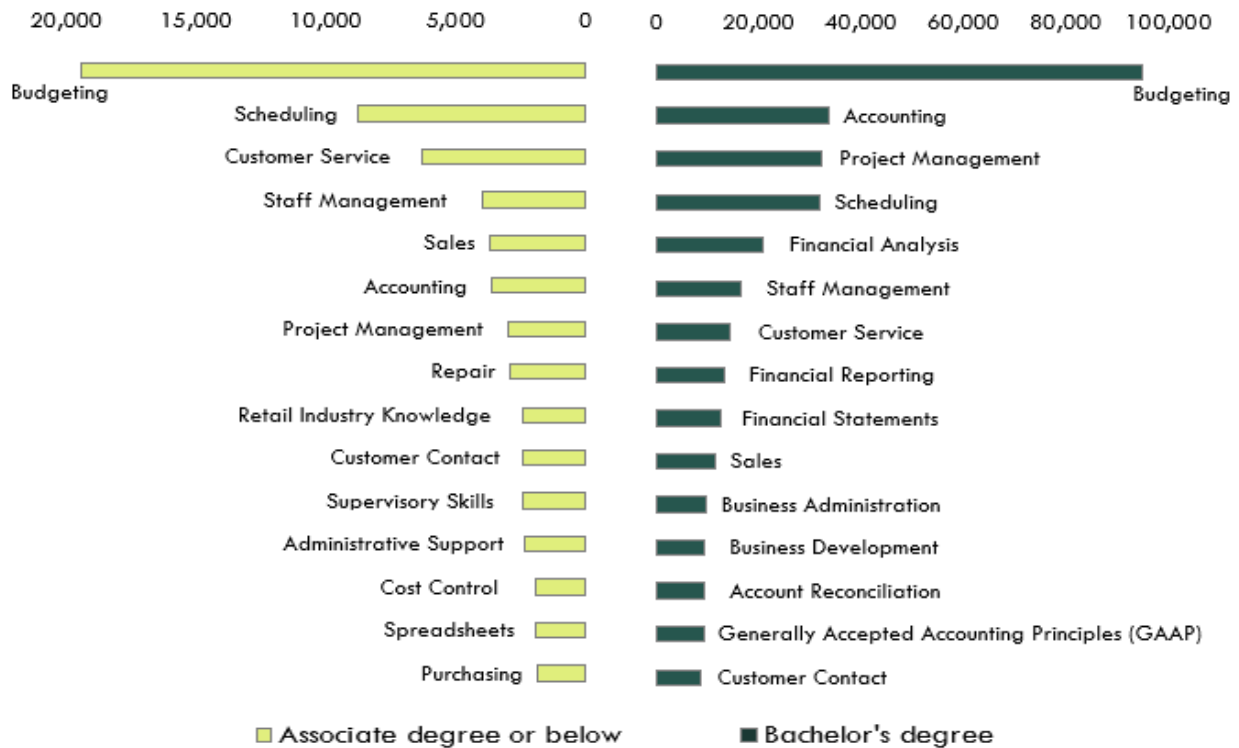 20,000 15,000 10,000 5,000 0
0 20,000 40,000 60,000 80,000 100,000
Budgeting
Scheduling
Customer Service
Staff Management
Sales
Accounting
Project Management
Repair
Retail Industry Knowledge
Customer Contact
Supervisory Skills
Administrative Support
Cost Control
Spreadsheets
Purchasing
Budgeting
Accounting
Project Management
Scheduling
Financial Analysis
Staff Management
Customer Service
Financial Reporting
Financial Statements
Sales
Business Administration
Business Development
Account Reconciliation
Generally Accepted Accounting Principles (GAAP)
Customer Contact
Associate degree or below
Bachelor's degree